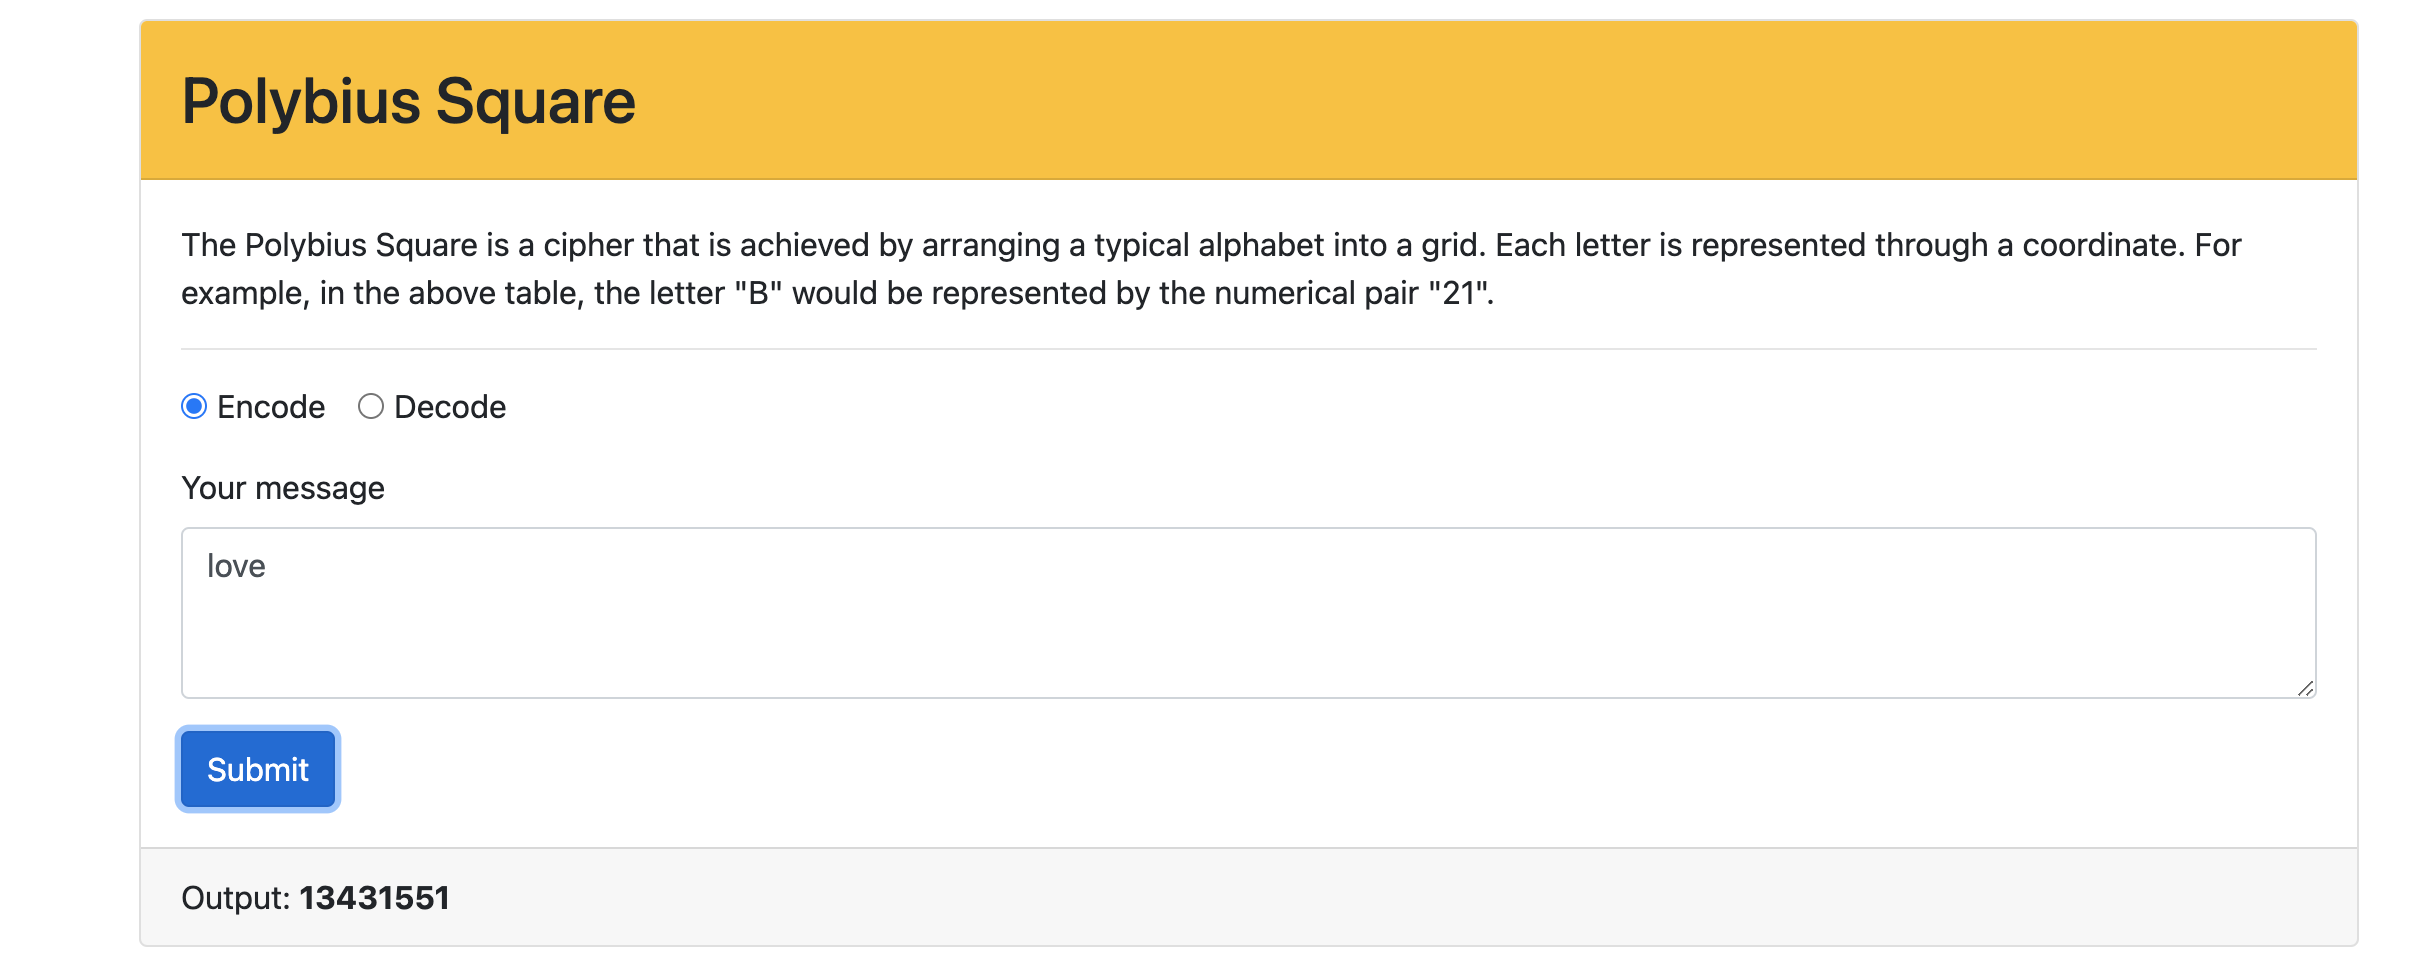 Polybius Square
The Polybius Square is a cipher that is achieved by arranging a typical alphabet into a grid. Each letter is represented through a coordinate. For
example, in the above table, the letter "B" would be represented by the numerical pair "21".
Encode Decode
Your message
love
Submit
Output: 13431551